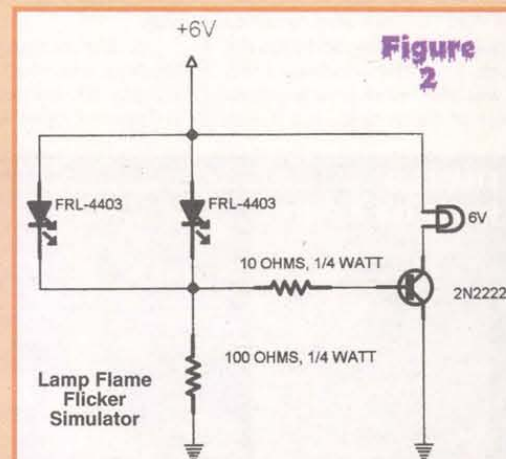 +6V
Figure
2
FRL-4403
FRL-4403
6V
10 OHMS, 1/4 WATT
2N2222
100 OHMS, 1/4 WATT
Lamp Flame
Flicker
Simulator